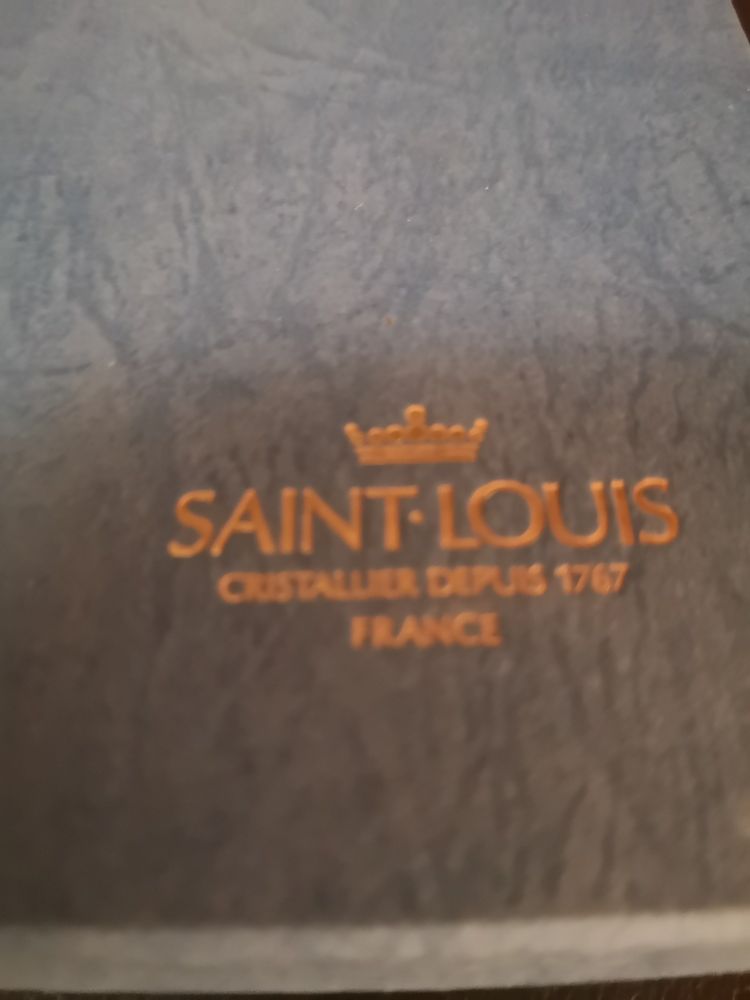 SAINT·LOUIS
CRISTALLIER DEPUIS 1767
FRANCE